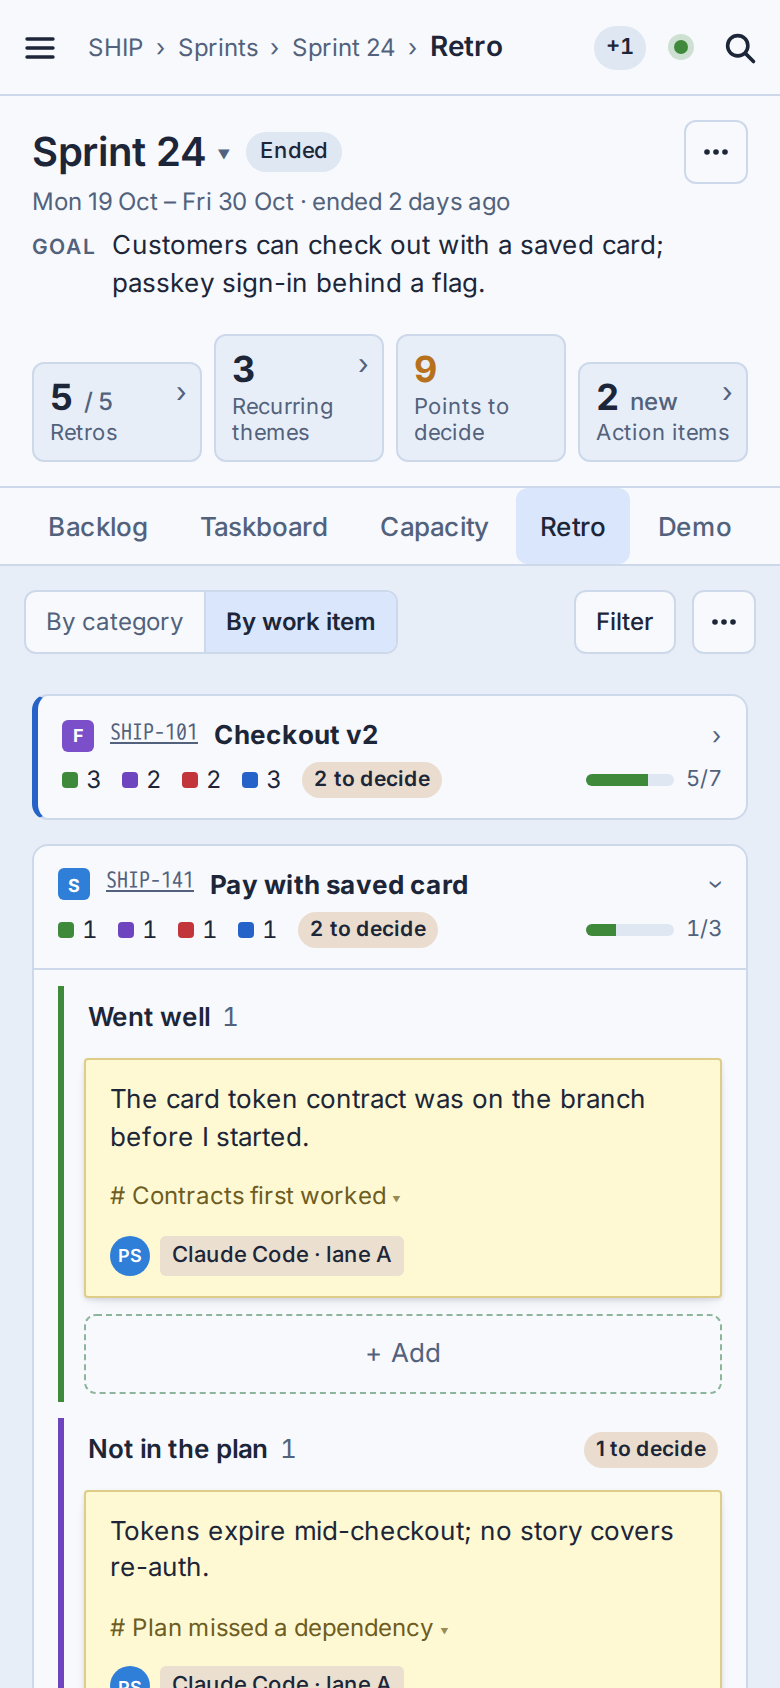 SHIP › Sprints › Sprint 24 › Retro +1
Sprint 24 ▾ Ended •••
Mon 19 Oct – Fri 30 Oct · ended 2 days ago
GOAL Customers can check out with a saved card;
passkey sign-in behind a flag.
5 / 5 ›
Retros
3 ›
Recurring
themes
9
Points to
decide
2 new ›
Action items
Backlog Taskboard Capacity Retro Demo
By category By work item Filter •••
F SHIP-101 Checkout v2 ›
3 2 2 3 2 to decide 5/7
S SHIP-141 Pay with saved card
1 1 1 1 2 to decide 1/3
Went well 1
The card token contract was on the branch
before I started.
# Contracts first worked ▾
PS Claude Code · lane A
+ Add
Not in the plan 1 1 to decide
Tokens expire mid-checkout; no story covers
re-auth.
# Plan missed a dependency ▾
PS Claude Code · lane A